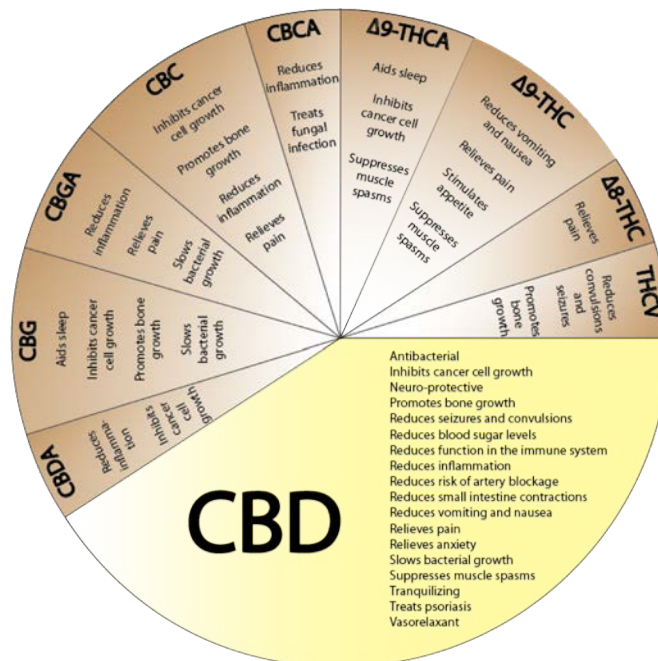 CBCA
Reduces
inflammation
Treats
fungal
infection
Δ9-THCA
Aids sleep
Inhibits
cancer cell
growth
Suppresses
muscle
spasms
Δ9-THC
Reduces vomiting
and nausea
Relieves pain
Stimulates
appetite
Suppresses
muscle
spasms
Δ8-THC
Relieves
pain
THCV
Reduces
convulsions
and
seizures
Promotes
bone
growth
CBD
Antibacterial
Inhibits cancer cell growth
Neuro-protective
Promotes bone growth
Reduces seizures and convulsions
Reduces blood sugar levels
Reduces function in the immune system
Reduces inflammation
Reduces risk of artery blockage
Reduces small intestine contractions
Reduces vomiting and nausea
Relieves pain
Relieves anxiety
Slows bacterial growth
Suppresses muscle spasms
Tranquilizing
Treats psoriasis
Vasorelaxant
CBDA
Reduces
inflamma-
tion
Inhibits
cancer
cell
growth
CBG
Aids sleep
Inhibits cancer
cell growth
Promotes bone
growth
Slows
bacterial
growth
CBGA
Reduces
inflammation
Relieves
pain
Slows
bacterial
growth
CBC
Inhibits cancer
cell growth
Promotes bone
growth
Reduces
inflammation
Relieves
pain